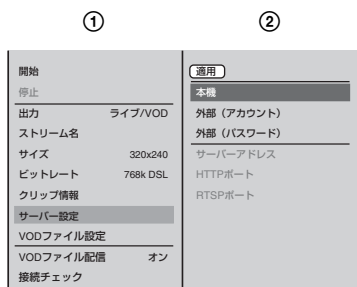 ① ②
開始
停止
出力 ライブ/VOD
ストリーム名
サイズ 320x240
ビットレート 768k DSL
クリップ情報
サーバー設定
VODファイル設定
VODファイル配信 オン
接続チェック
適用
本機
外部（アカウント）
外部（パスワード）
サーバーアドレス
HTTPポート
RTSPポート